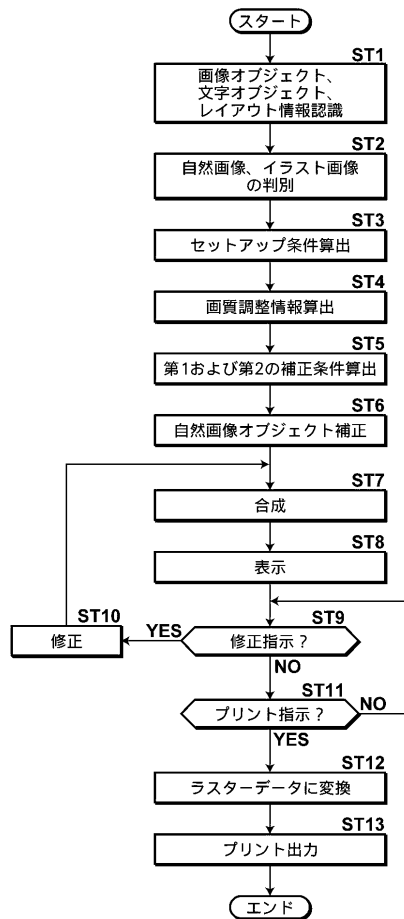 スタート
ST1
画像オブジェクト、
文字オブジェクト、
レイアウト情報認識
ST2
自然画像、イラスト画像
の判別
ST3
セットアップ条件算出
ST4
画質調整情報算出
ST5
第1および第2の補正条件算出
ST6
自然画像オブジェクト補正
ST7
合成
ST8
表示
ST9
修正指示？
YES
ST10
修正
NO
ST11
プリント指示？
NO
YES
ST12
ラスターデータに変換
ST13
プリント出力
エンド